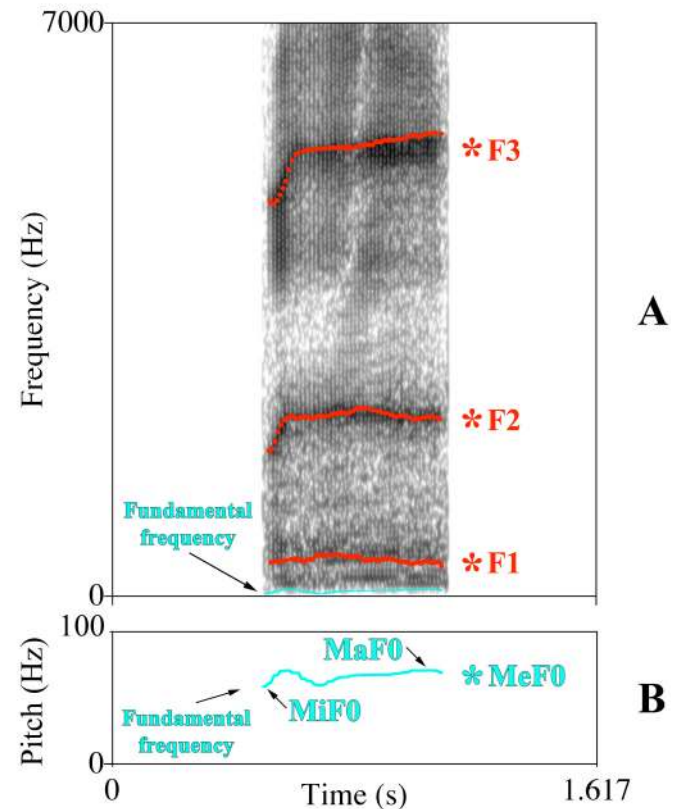 7000
Frequency (Hz)
* F3
A
* F2
Fundamental
frequency
* F1
0
100
Pitch (Hz)
MaF0
* MeF0
MiF0
Fundamental
frequency
B
0
0
Time (s)
1.617